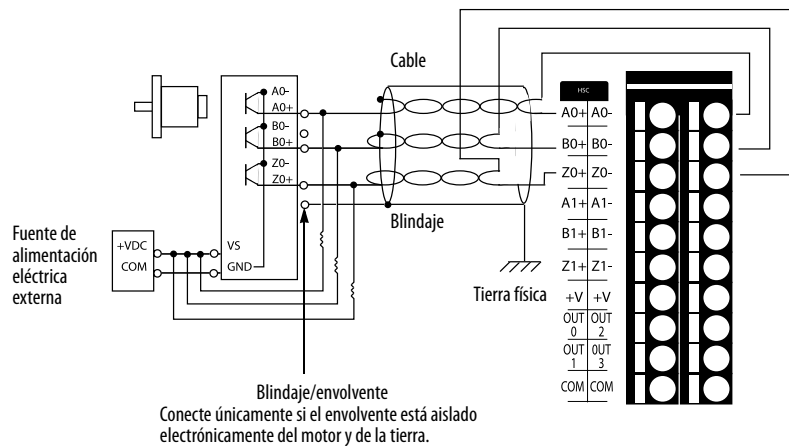 Cable
A0-
A0+
B0-
B0+
Z0-
Z0+
VS
GND
Fuente de
alimentación
eléctrica
externa
+VDC
COM
Blindaje
Tierra física
Blindaje/envolvente
Conecte únicamente si el envolvente está aislado
electrónicamente del motor y de la tierra.
HSC
A0+ A0-
B0+ B0-
Z0+ Z0-
A1+ A1-
B1+ B1-
Z1+ Z1-
+V +V
OUT 0 OUT 2
OUT 1 OUT 3
COM COM